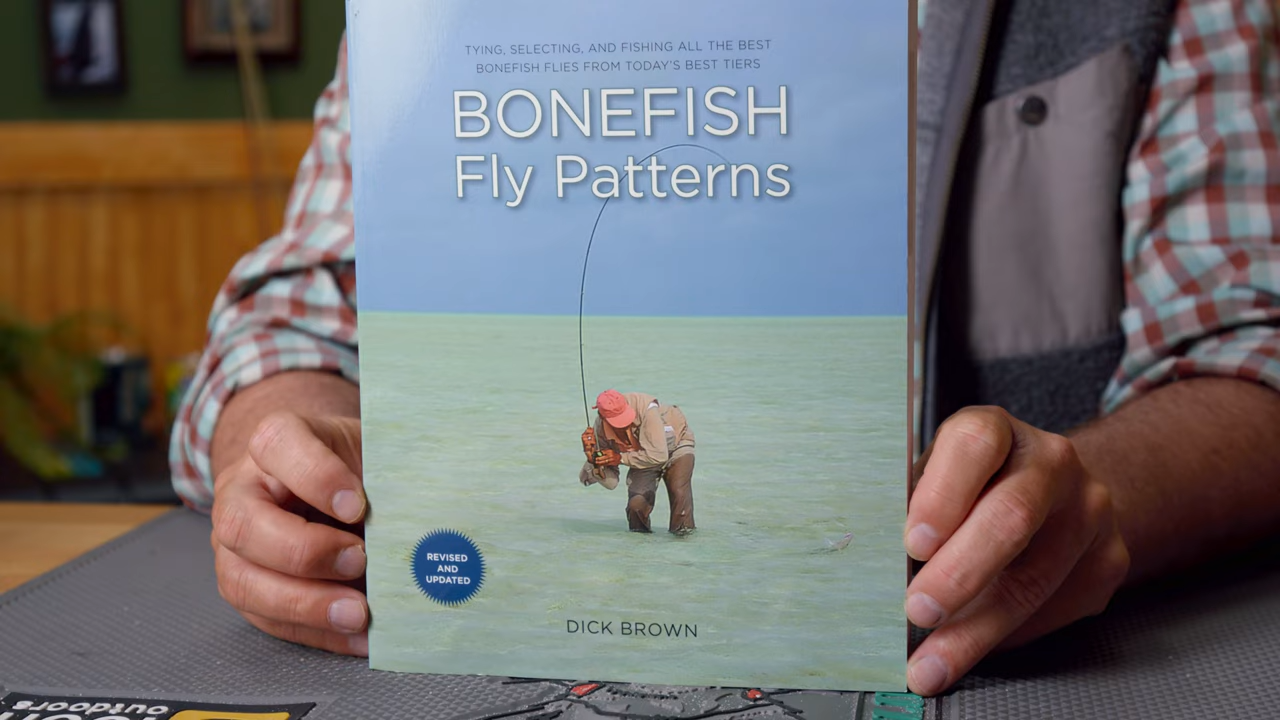 TYING, SELECTING, AND FISHING ALL THE BEST
BONEFISH FLIES FROM TODAY'S BEST TIERS
BONEFISH
Fly Patterns
REVISED
AND
UPDATED
DICK BROWN
outdoors